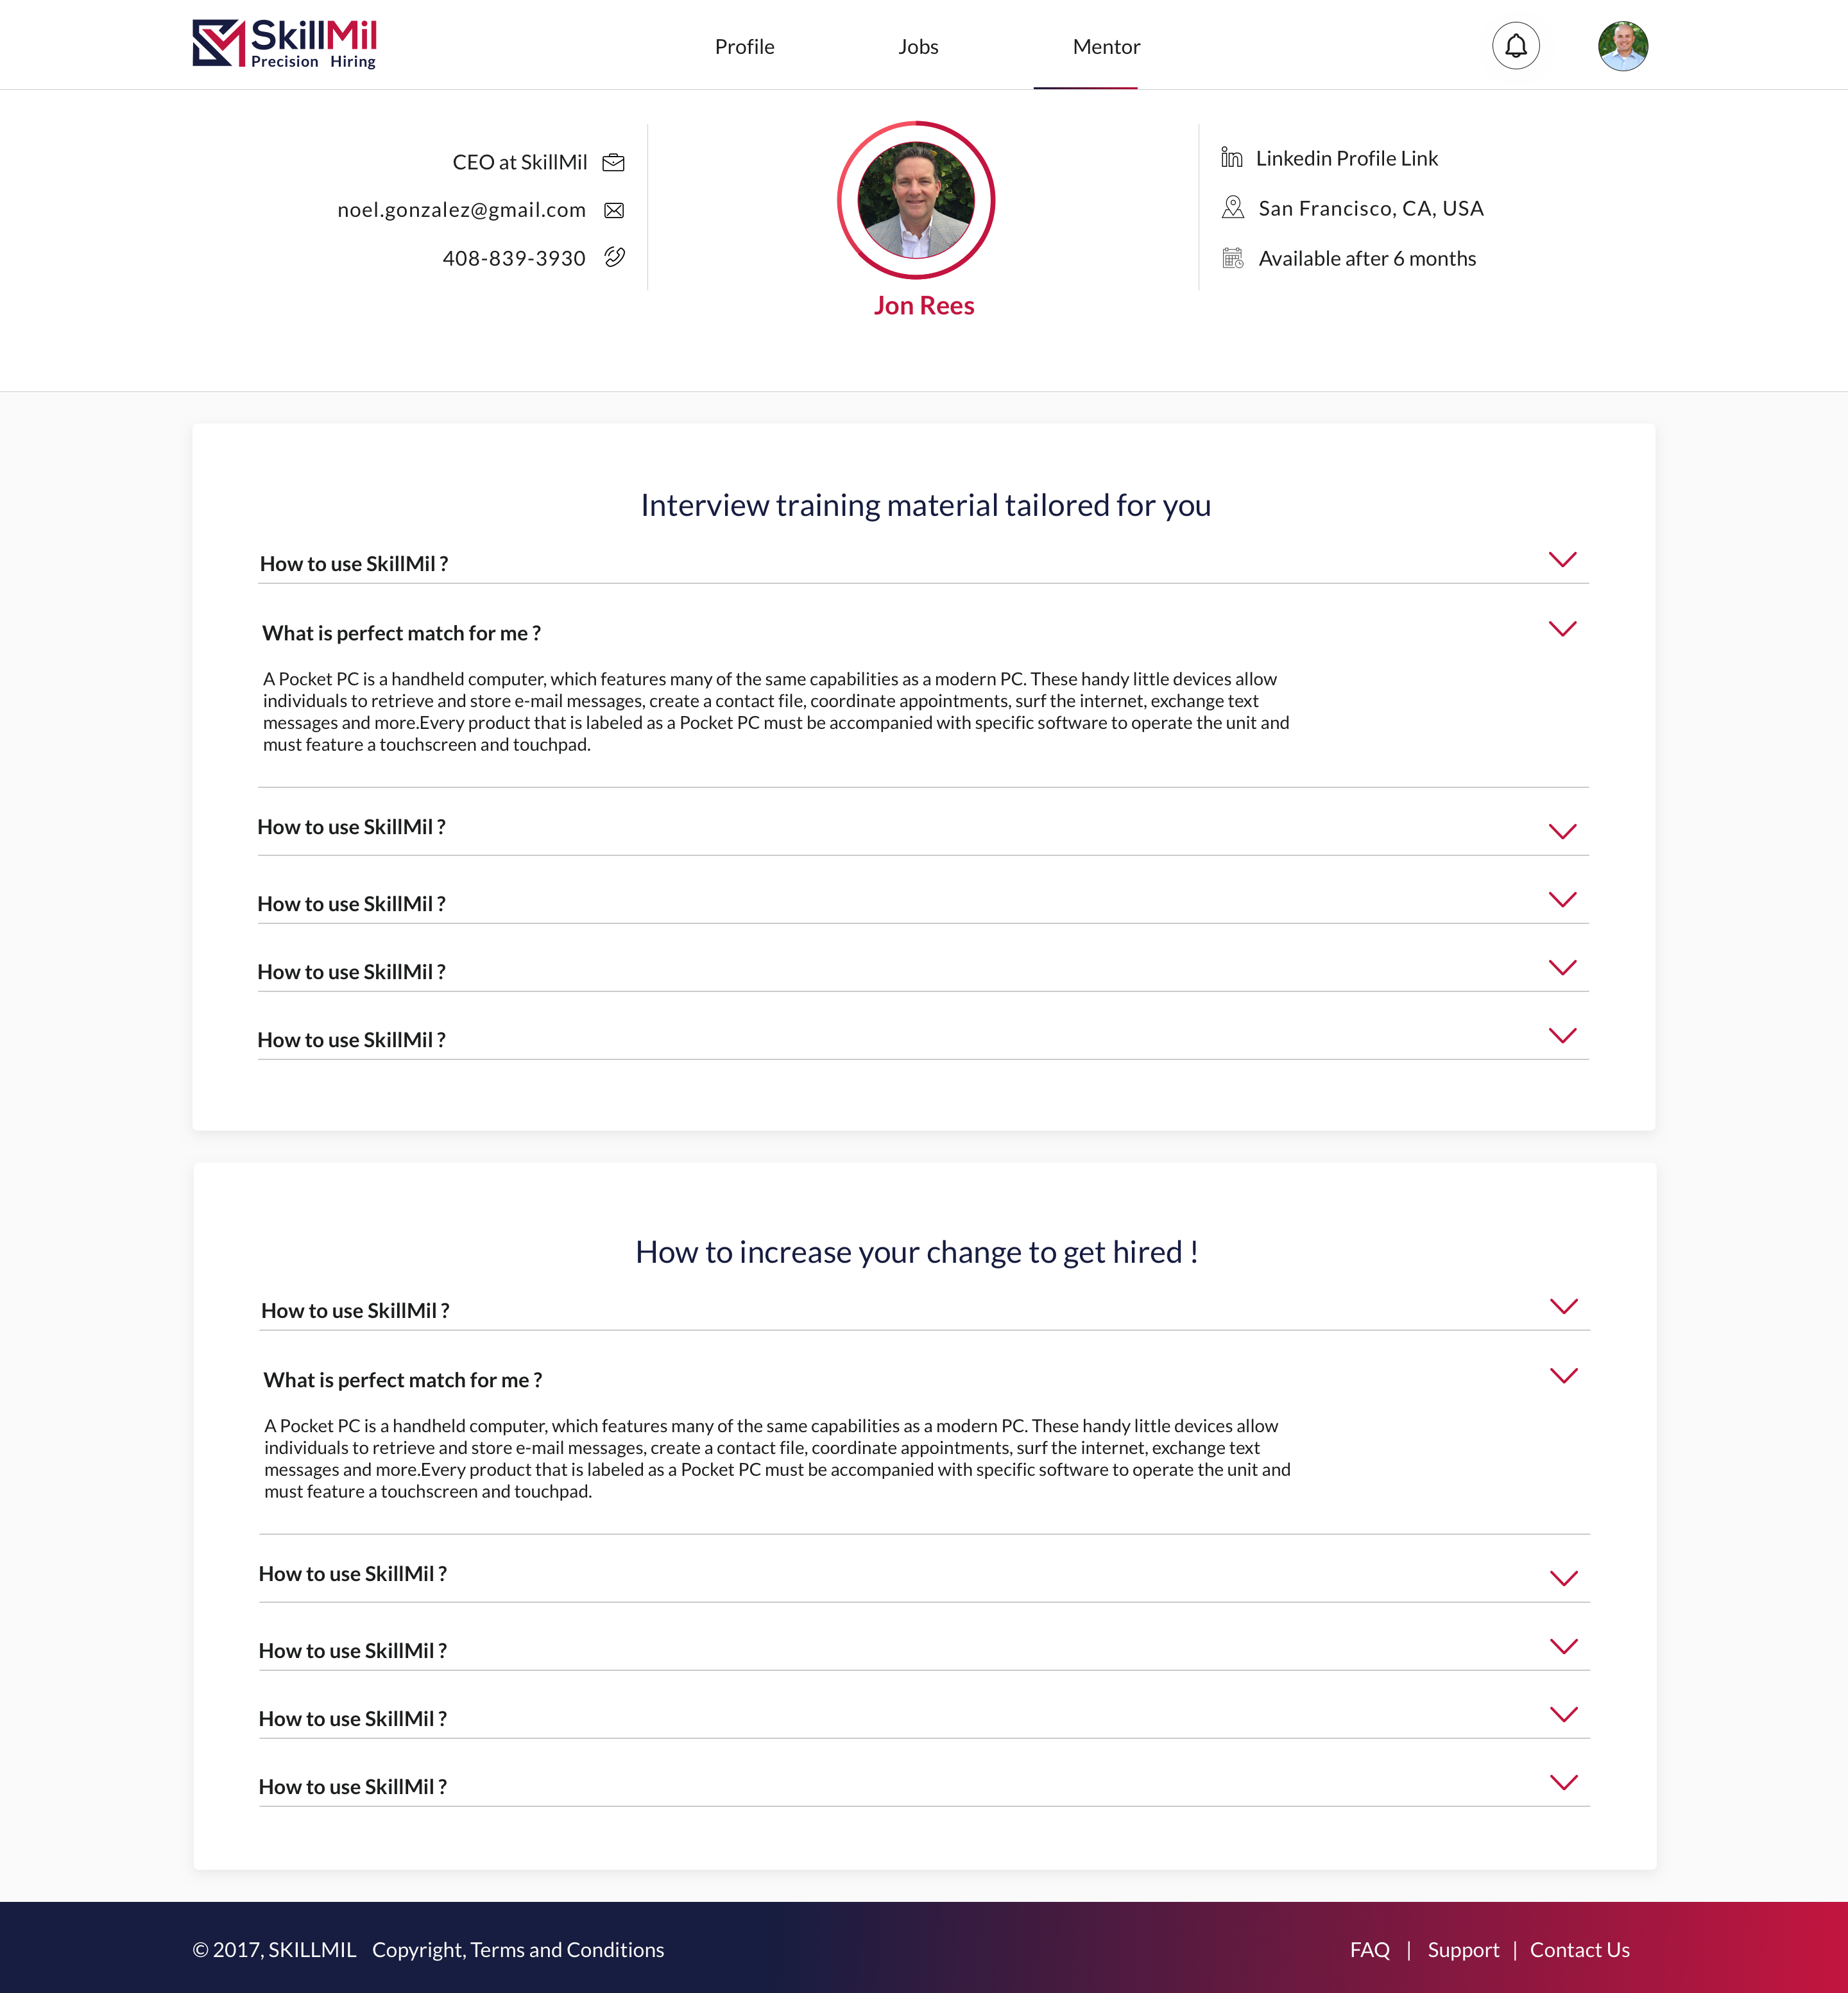 SkillMil
Precision Hiring
Profile
Jobs
Mentor
CEO at SkillMil
noel.gonzalez@gmail.com
408-839-3930
Jon Rees
Linkedin Profile Link
San Francisco, CA, USA
Available after 6 months
Interview training material tailored for you
How to use SkillMil ?
What is perfect match for me ?
A Pocket PC is a handheld computer, which features many of the same capabilities as a modern PC. These handy little devices allow
individuals to retrieve and store e-mail messages, create a contact file, coordinate appointments, surf the internet, exchange text
messages and more.Every product that is labeled as a Pocket PC must be accompanied with specific software to operate the unit and
must feature a touchscreen and touchpad.
How to use SkillMil ?
How to use SkillMil ?
How to use SkillMil ?
How to use SkillMil ?
How to increase your change to get hired !
How to use SkillMil ?
What is perfect match for me ?
A Pocket PC is a handheld computer, which features many of the same capabilities as a modern PC. These handy little devices allow
individuals to retrieve and store e-mail messages, create a contact file, coordinate appointments, surf the internet, exchange text
messages and more.Every product that is labeled as a Pocket PC must be accompanied with specific software to operate the unit and
must feature a touchscreen and touchpad.
How to use SkillMil ?
How to use SkillMil ?
How to use SkillMil ?
How to use SkillMil ?
© 2017, SKILLMIL Copyright, Terms and Conditions
FAQ | Support | Contact Us